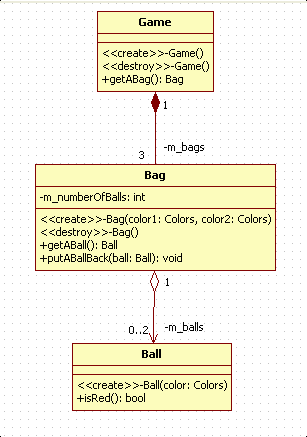 Game
<<create>>-Game()
<<destroy>>-Game()
+getABag(): Bag
1
-m_bags
3
Bag
-m_numberOfBalls: int
<<create>>-Bag(color1: Colors, color2: Colors)
<<destroy>>-Bag()
+getABall(): Ball
+putABallBack(ball: Ball): void
1
-m_balls
0..2
Ball
<<create>>-Ball(color: Colors)
+isRed(): bool